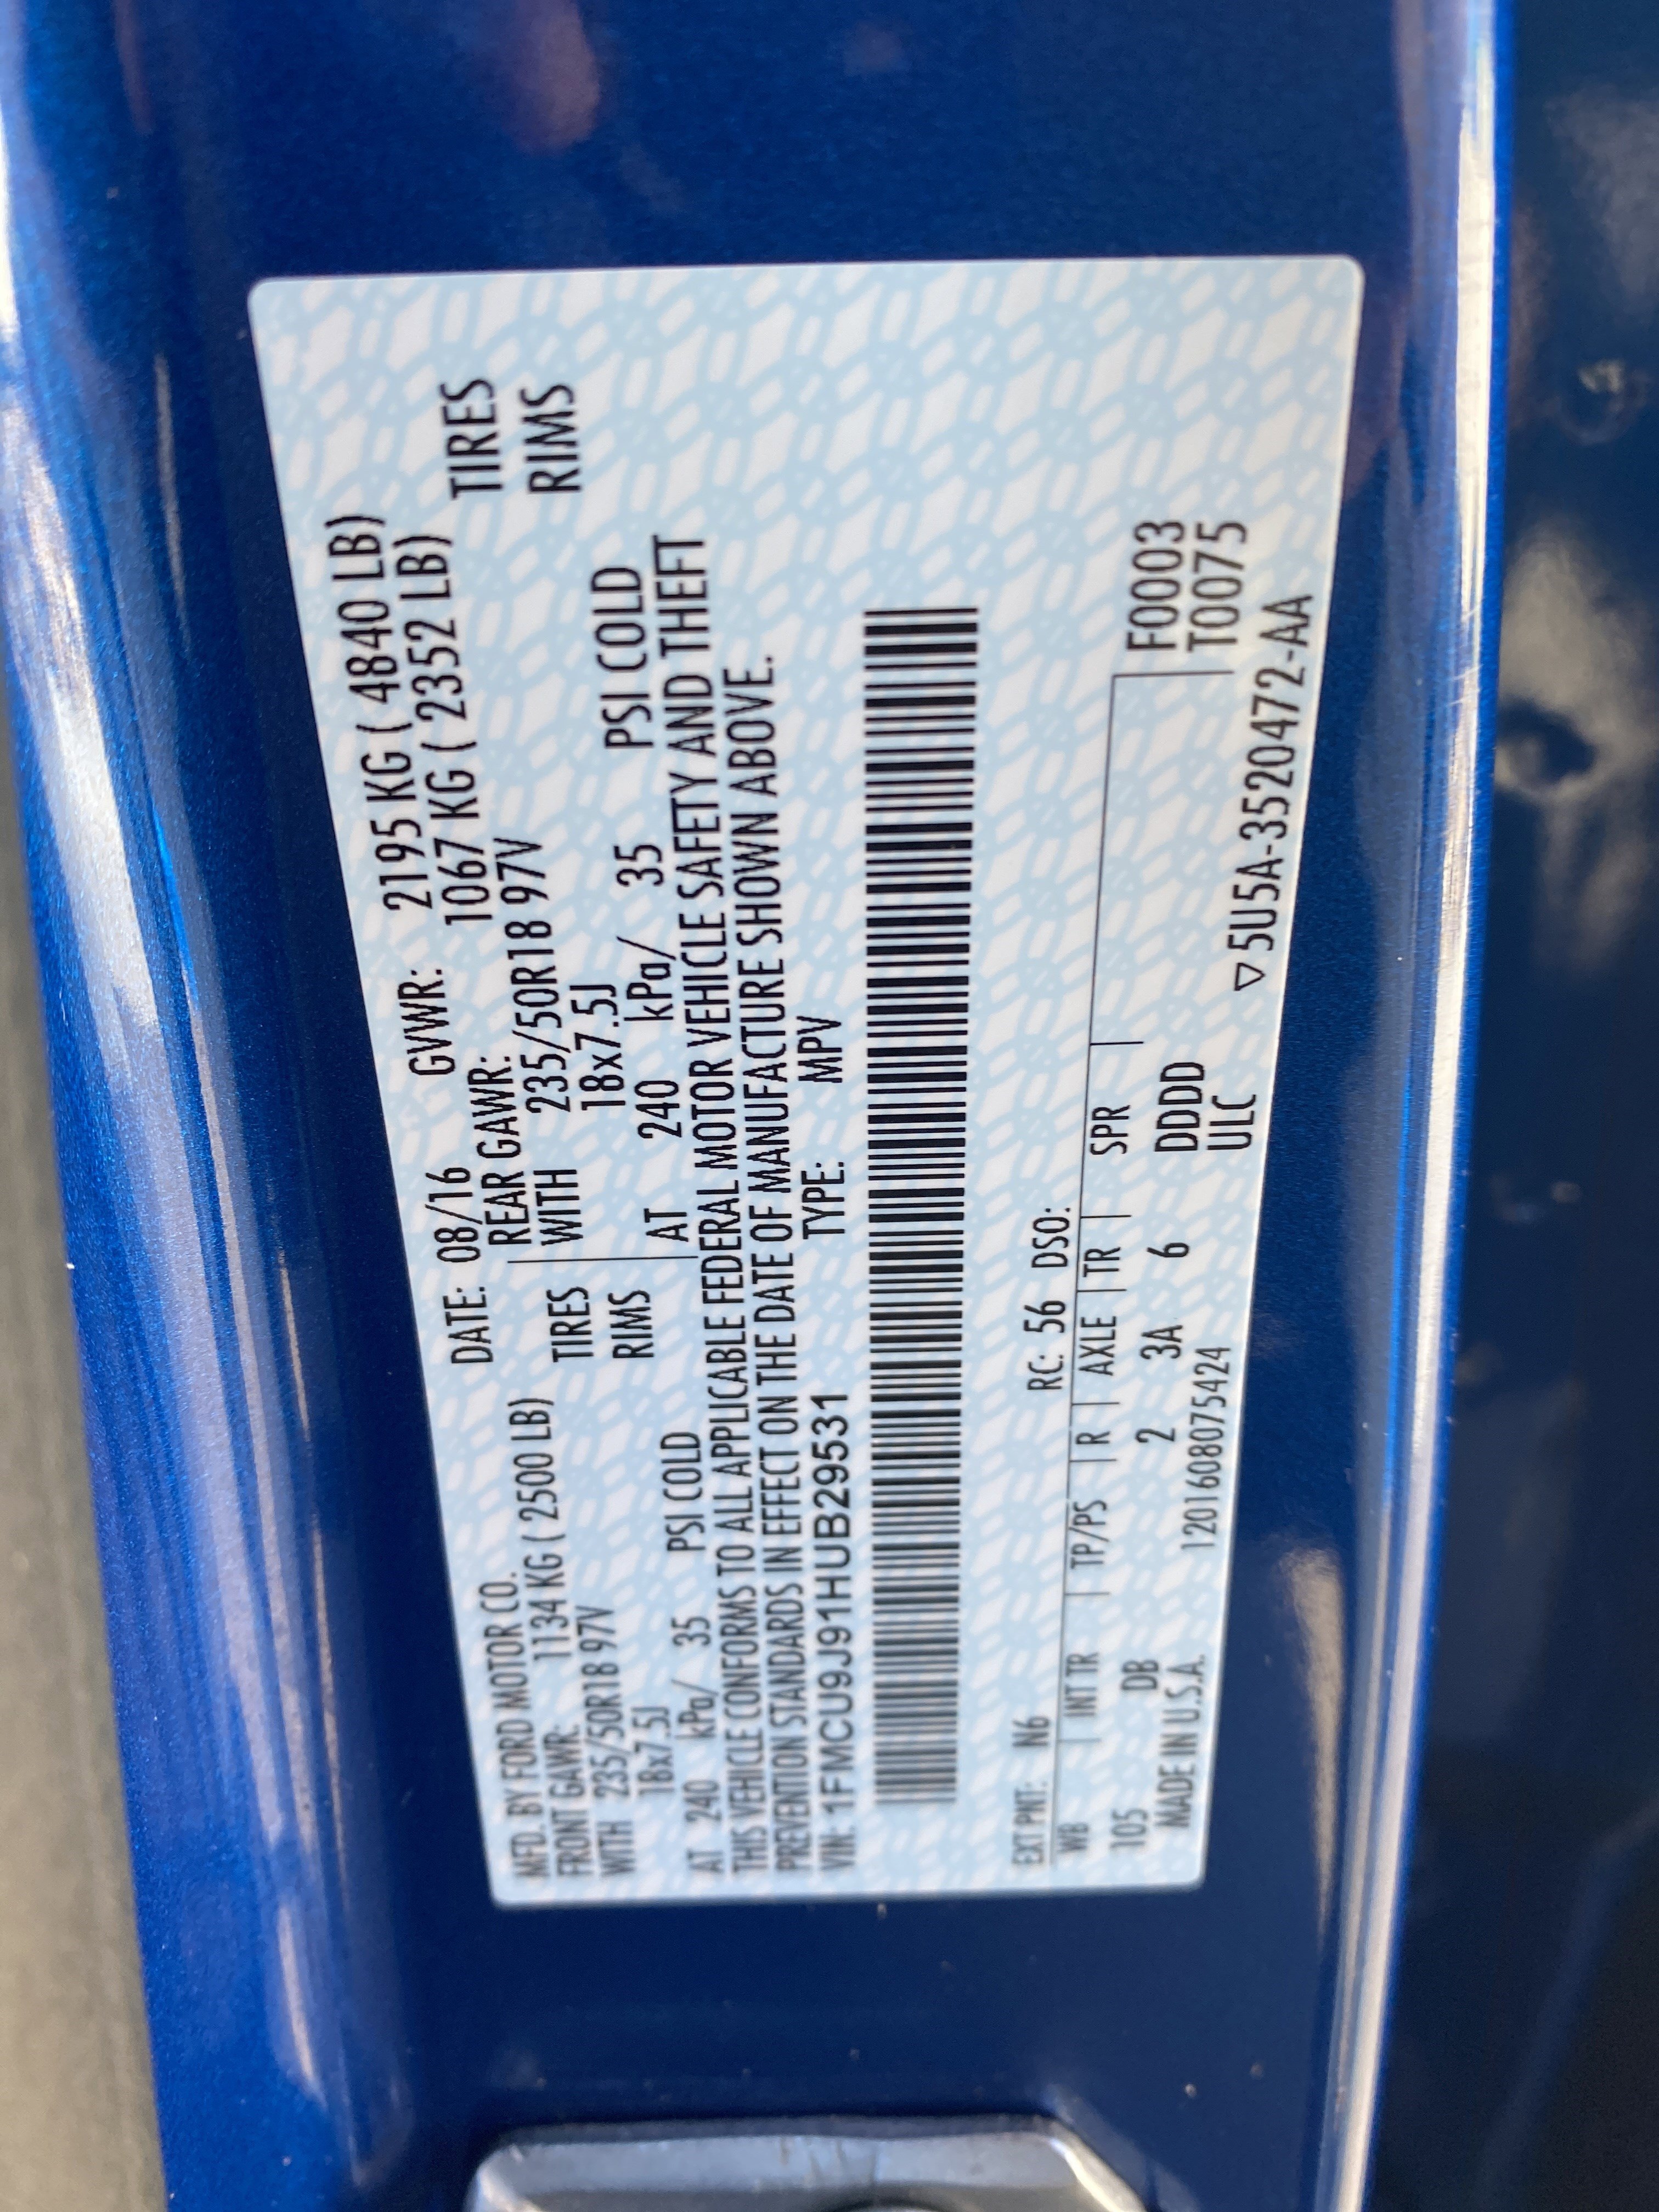 MFD. BY FORD MOTOR CO. DATE: 08/16 GVWR: 2195 KG ( 4840 LB)
FRONT GAWR: 1134 KG ( 2500 LB) REAR GAWR: 1067 KG ( 2352 LB)
WITH 235/50R18 97V TIRES WITH 235/50R18 97V TIRES
18x7.5J RIMS 18x7.5J RIMS
AT 240 kPa/ 35 PSI COLD AT 240 kPa/ 35 PSI COLD
THIS VEHICLE CONFORMS TO ALL APPLICABLE FEDERAL MOTOR VEHICLE SAFETY AND THEFT
PREVENTION STANDARDS IN EFFECT ON THE DATE OF MANUFACTURE SHOWN ABOVE.
VIN: 1FMCU9J91HUB29531 TYPE: MPV
EXT PNT: N6 RC: 56 DSO:
WB | INT TR | TP/PS | R | AXLE | TR | SPR F0003
105 DB 2 3A 6 DDDD T0075
MADE IN U.S.A. 1201608075424 ULC
▽5U5A-3520472-AA